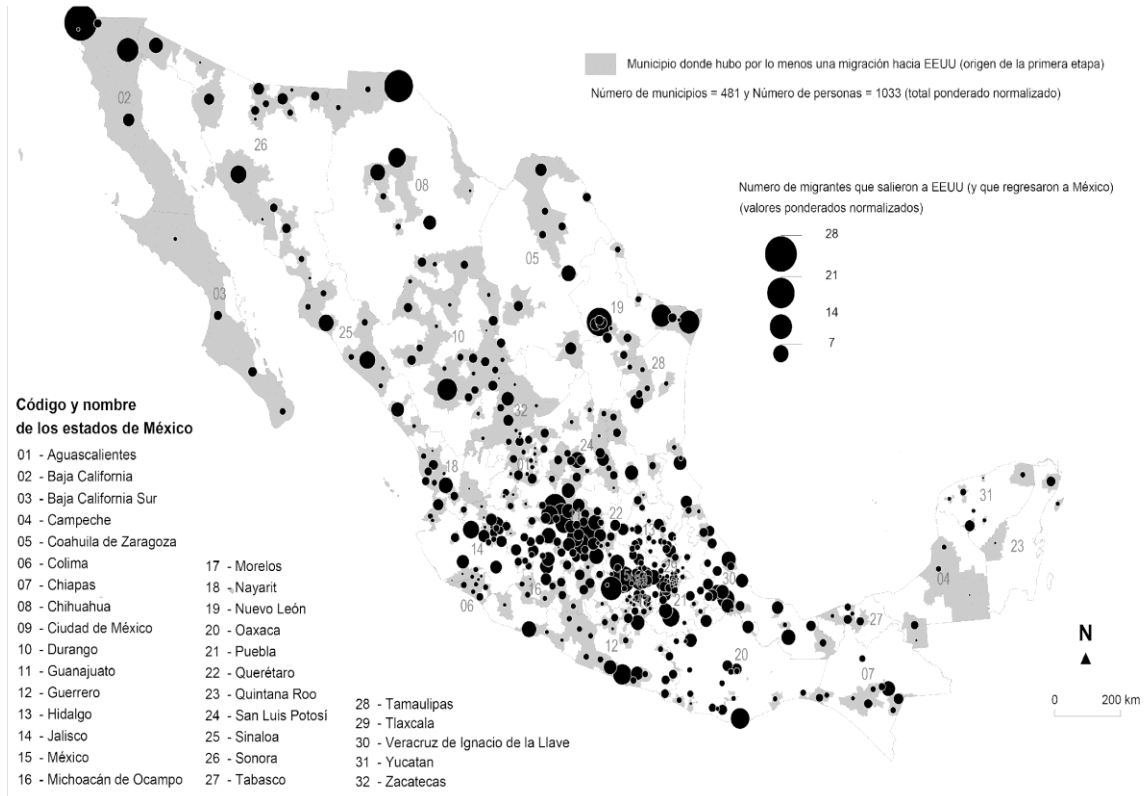 Municipio donde hubo por lo menos una migración hacia EEUU (origen de la primera etapa)
Número de municipios = 481 y Número de personas = 1033 (total ponderado normalizado)
Numero de migrantes que salieron a EEUU (y que regresaron a México)
(valores ponderados normalizados)
28
21
14
7
02
26
08
05
03
19
25
10
28
32
24
01
18
22
13
14
31
23
04
30
16
06
21
27
12
20
07
N
0
200 km
Código y nombre
de los estados de México
01 - Aguascalientes
02 - Baja California
03 - Baja California Sur
04 - Campeche
05 - Coahuila de Zaragoza
06 - Colima
07 - Chiapas
08 - Chihuahua
09 - Ciudad de México
10 - Durango
11 - Guanajuato
12 - Guerrero
13 - Hidalgo
14 - Jalisco
15 - México
16 - Michoacán de Ocampo
17 - Morelos
18 - Nayarit
19 - Nuevo León
20 - Oaxaca
21 - Puebla
22 - Querétaro
23 - Quintana Roo
24 - San Luis Potosí
25 - Sinaloa
26 - Sonora
27 - Tabasco
28 - Tamaulipas
29 - Tlaxcala
30 - Veracruz de Ignacio de la Llave
31 - Yucatan
32 - Zacatecas